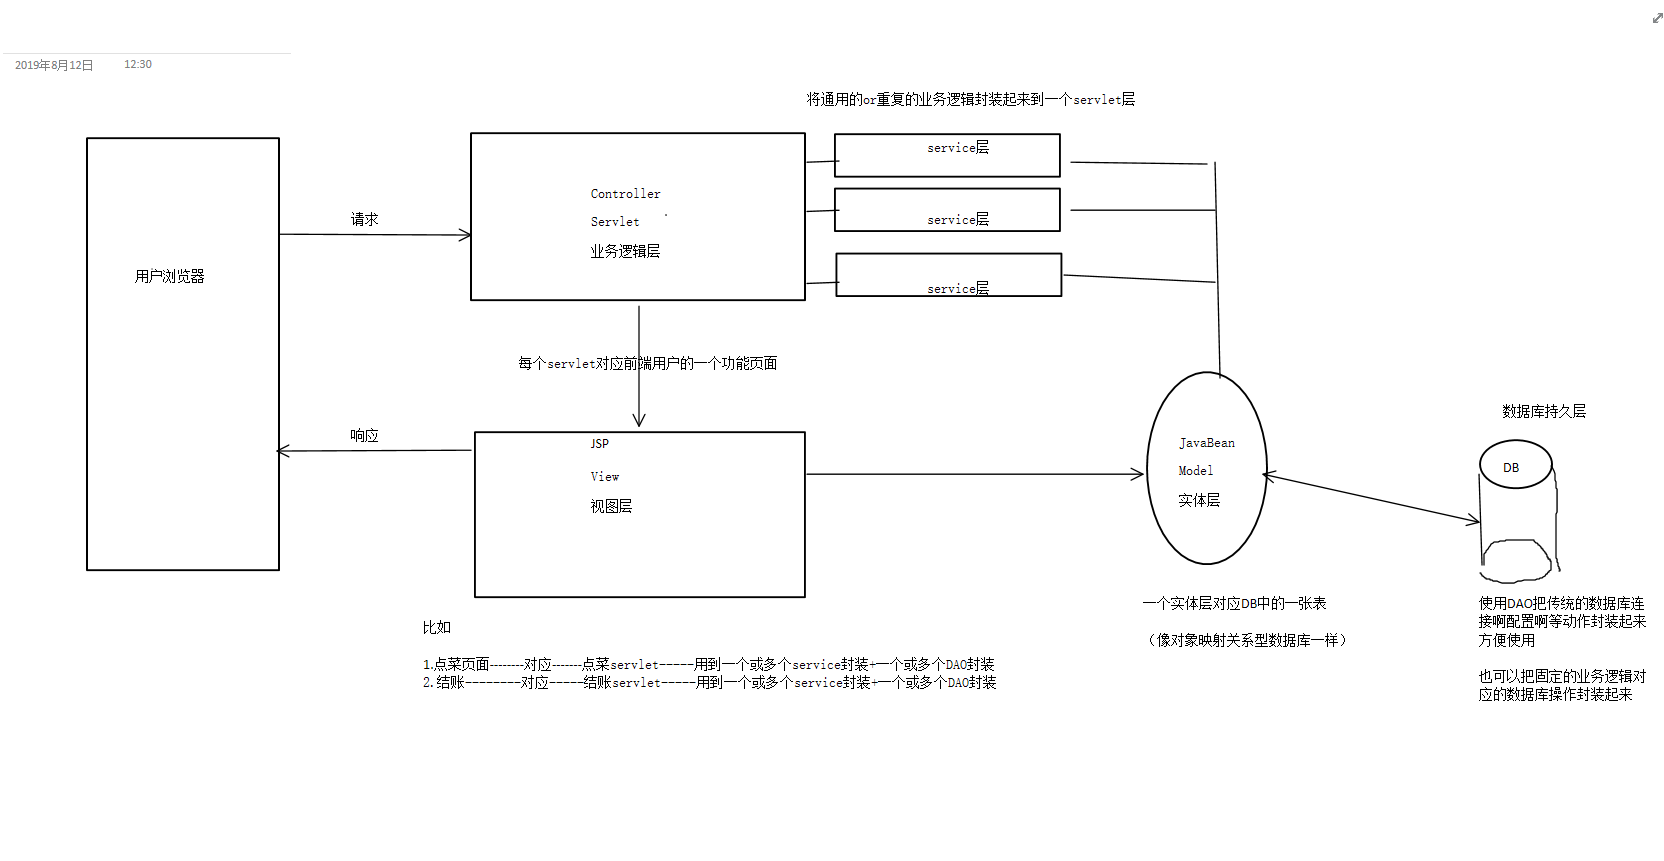 2019年8月12日 12:30
将通用的or重复的业务逻辑封装起来到一个servlet层
service层
service层
service层
Controller
Servlet
业务逻辑层
请求
用户浏览器
每个servlet对应前端用户的一个功能页面
响应
JSP
View
视图层
JavaBean
Model
实体层
数据库持久层
DB
一个实体层对应DB中的一张表
（像对象映射关系型数据库一样）
使用DAO把传统的数据库连
接啊配置啊等动作封装起来
方便使用
也可以把固定的业务逻辑对
应的数据库操作封装起来
比如
1.点菜页面--------对应-------点菜servlet-----用到一个或多个service封装+一个或多个DAO封装
2.结账--------对应-----结账servlet-----用到一个或多个service封装+一个或多个DAO封装